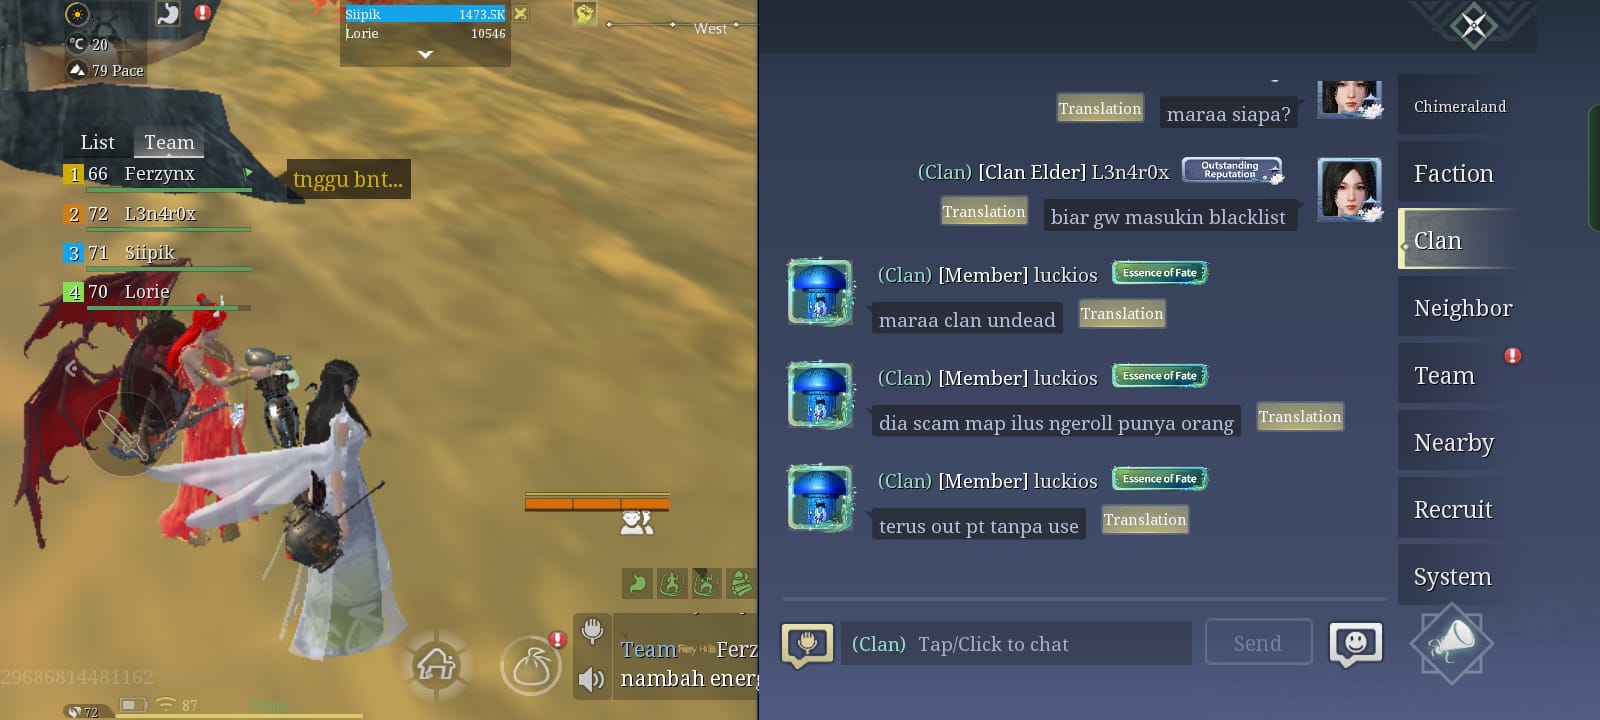 °C 20
79 Pace
Siipik 1473.5K
Lorie 10546
West
List Team
1 66 Ferzynx
tnggu bnt...
2 72 L3n4r0x
3 71 Siipik
4 70 Lorie
Team Fiery Hills Ferz
nambah energ
29686814481162
72
87
Translation maraa siapa?
(Clan) [Clan Elder] L3n4r0x Outstanding Reputation
Translation biar gw masukin blacklist
(Clan) [Member] luckios Essence of Fate
maraa clan undead Translation
(Clan) [Member] luckios Essence of Fate
dia scam map ilus ngeroll punya orang Translation
(Clan) [Member] luckios Essence of Fate
terus out pt tanpa use Translation
(Clan) Tap/Click to chat Send
Chimeraland
Faction
Clan
Neighbor
Team
Nearby
Recruit
System